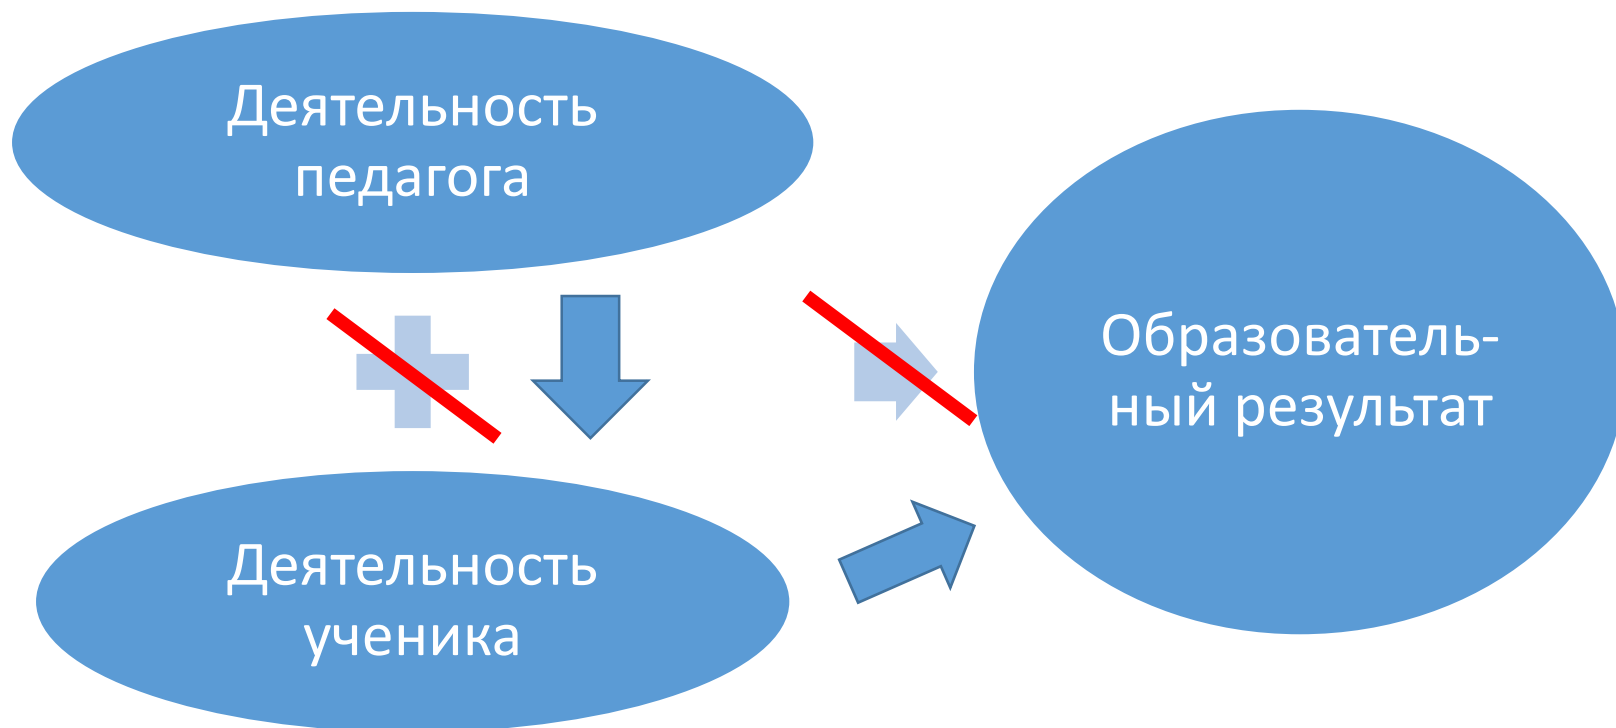 Деятельность
педагога
Образователь-
ный результат
Деятельность
ученика